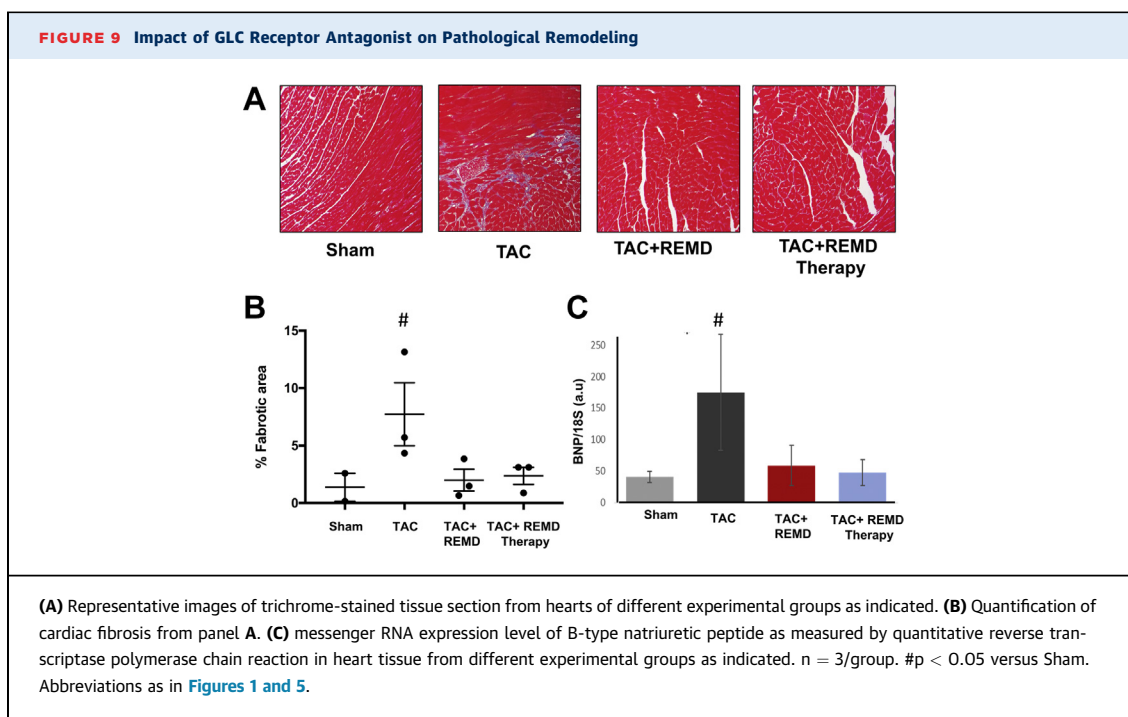 FIGURE 9 Impact of GLC Receptor Antagonist on Pathological Remodeling
A
Sham
TAC
TAC+REMD
TAC+REMD
Therapy
B
#
15
10
5
0
% Fabrotic area
Sham
TAC
TAC+
REMD
TAC+ REMD
Therapy
C
#
250
200
150
100
50
0
BNP/18S (a.u)
Sham
TAC
TAC+
REMD
TAC+ REMD
Therapy
(A) Representative images of trichrome-stained tissue section from hearts of different experimental groups as indicated. (B) Quantification of
cardiac fibrosis from panel A. (C) messenger RNA expression level of B-type natriuretic peptide as measured by quantitative reverse tran-
scriptase polymerase chain reaction in heart tissue from different experimental groups as indicated. n = 3/group. #p < 0.05 versus Sham.
Abbreviations as in Figures 1 and 5.